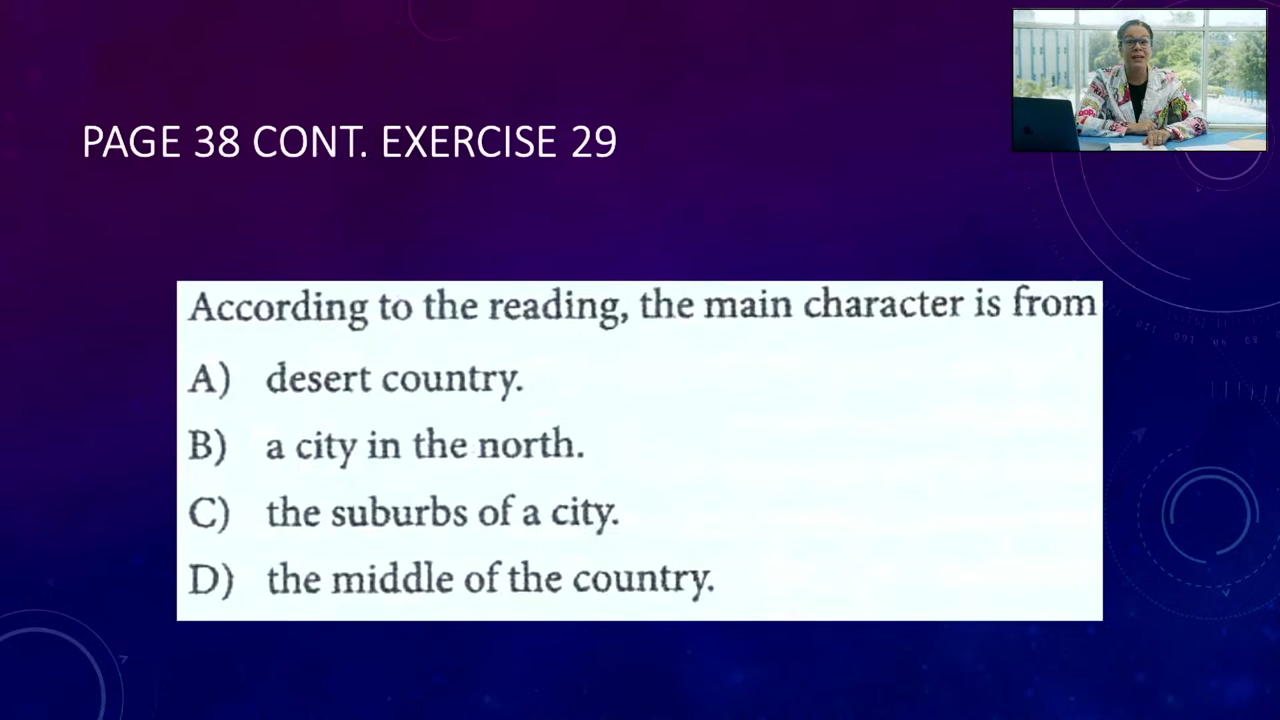 PAGE 38 CONT. EXERCISE 29
According to the reading, the main character is from
A) desert country.
B) a city in the north.
C) the suburbs of a city.
D) the middle of the country.